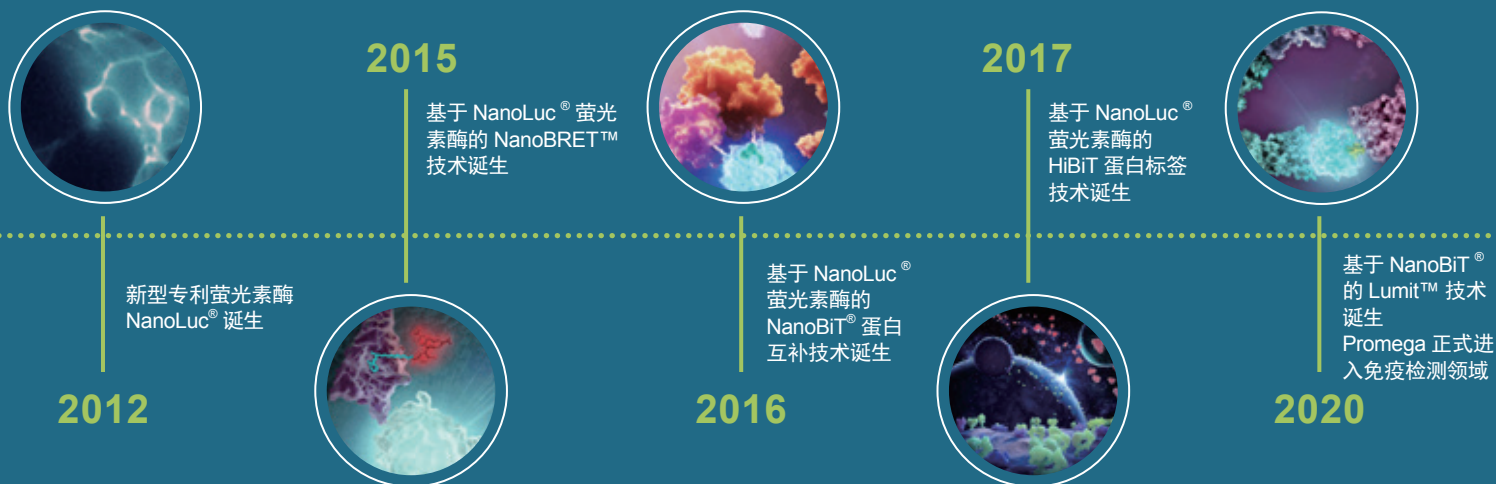 2012
新型专利萤光素酶
NanoLuc® 诞生
2015
基于 NanoLuc® 萤光
素酶的 NanoBRET™
技术诞生
2016
基于 NanoLuc®
萤光素酶的
NanoBiT® 蛋白
互补技术诞生
2017
基于 NanoLuc®
萤光素酶的
HiBiT 蛋白标签
技术诞生
2020
基于 NanoBiT®
的 Lumit™ 技术
诞生
Promega 正式进
入免疫检测领域